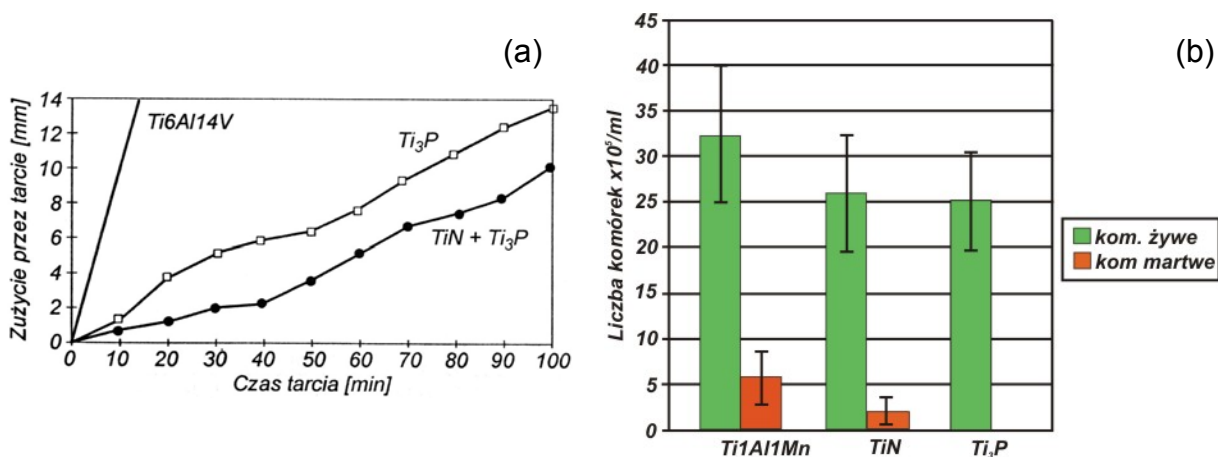 (a)
Zużycie przez tarcie [mm]
14
12
10
8
6
4
2
0
Ti6Al14V
Ti₃P
TiN + Ti₃P
0 10 20 30 40 50 60 70 80 90 100
Czas tarcia [min]
(b)
Liczba komórek x10⁵/ml
45
40
35
30
25
20
15
10
5
0
Ti1Al1Mn TiN Ti₃P
kom. żywe
kom martwe